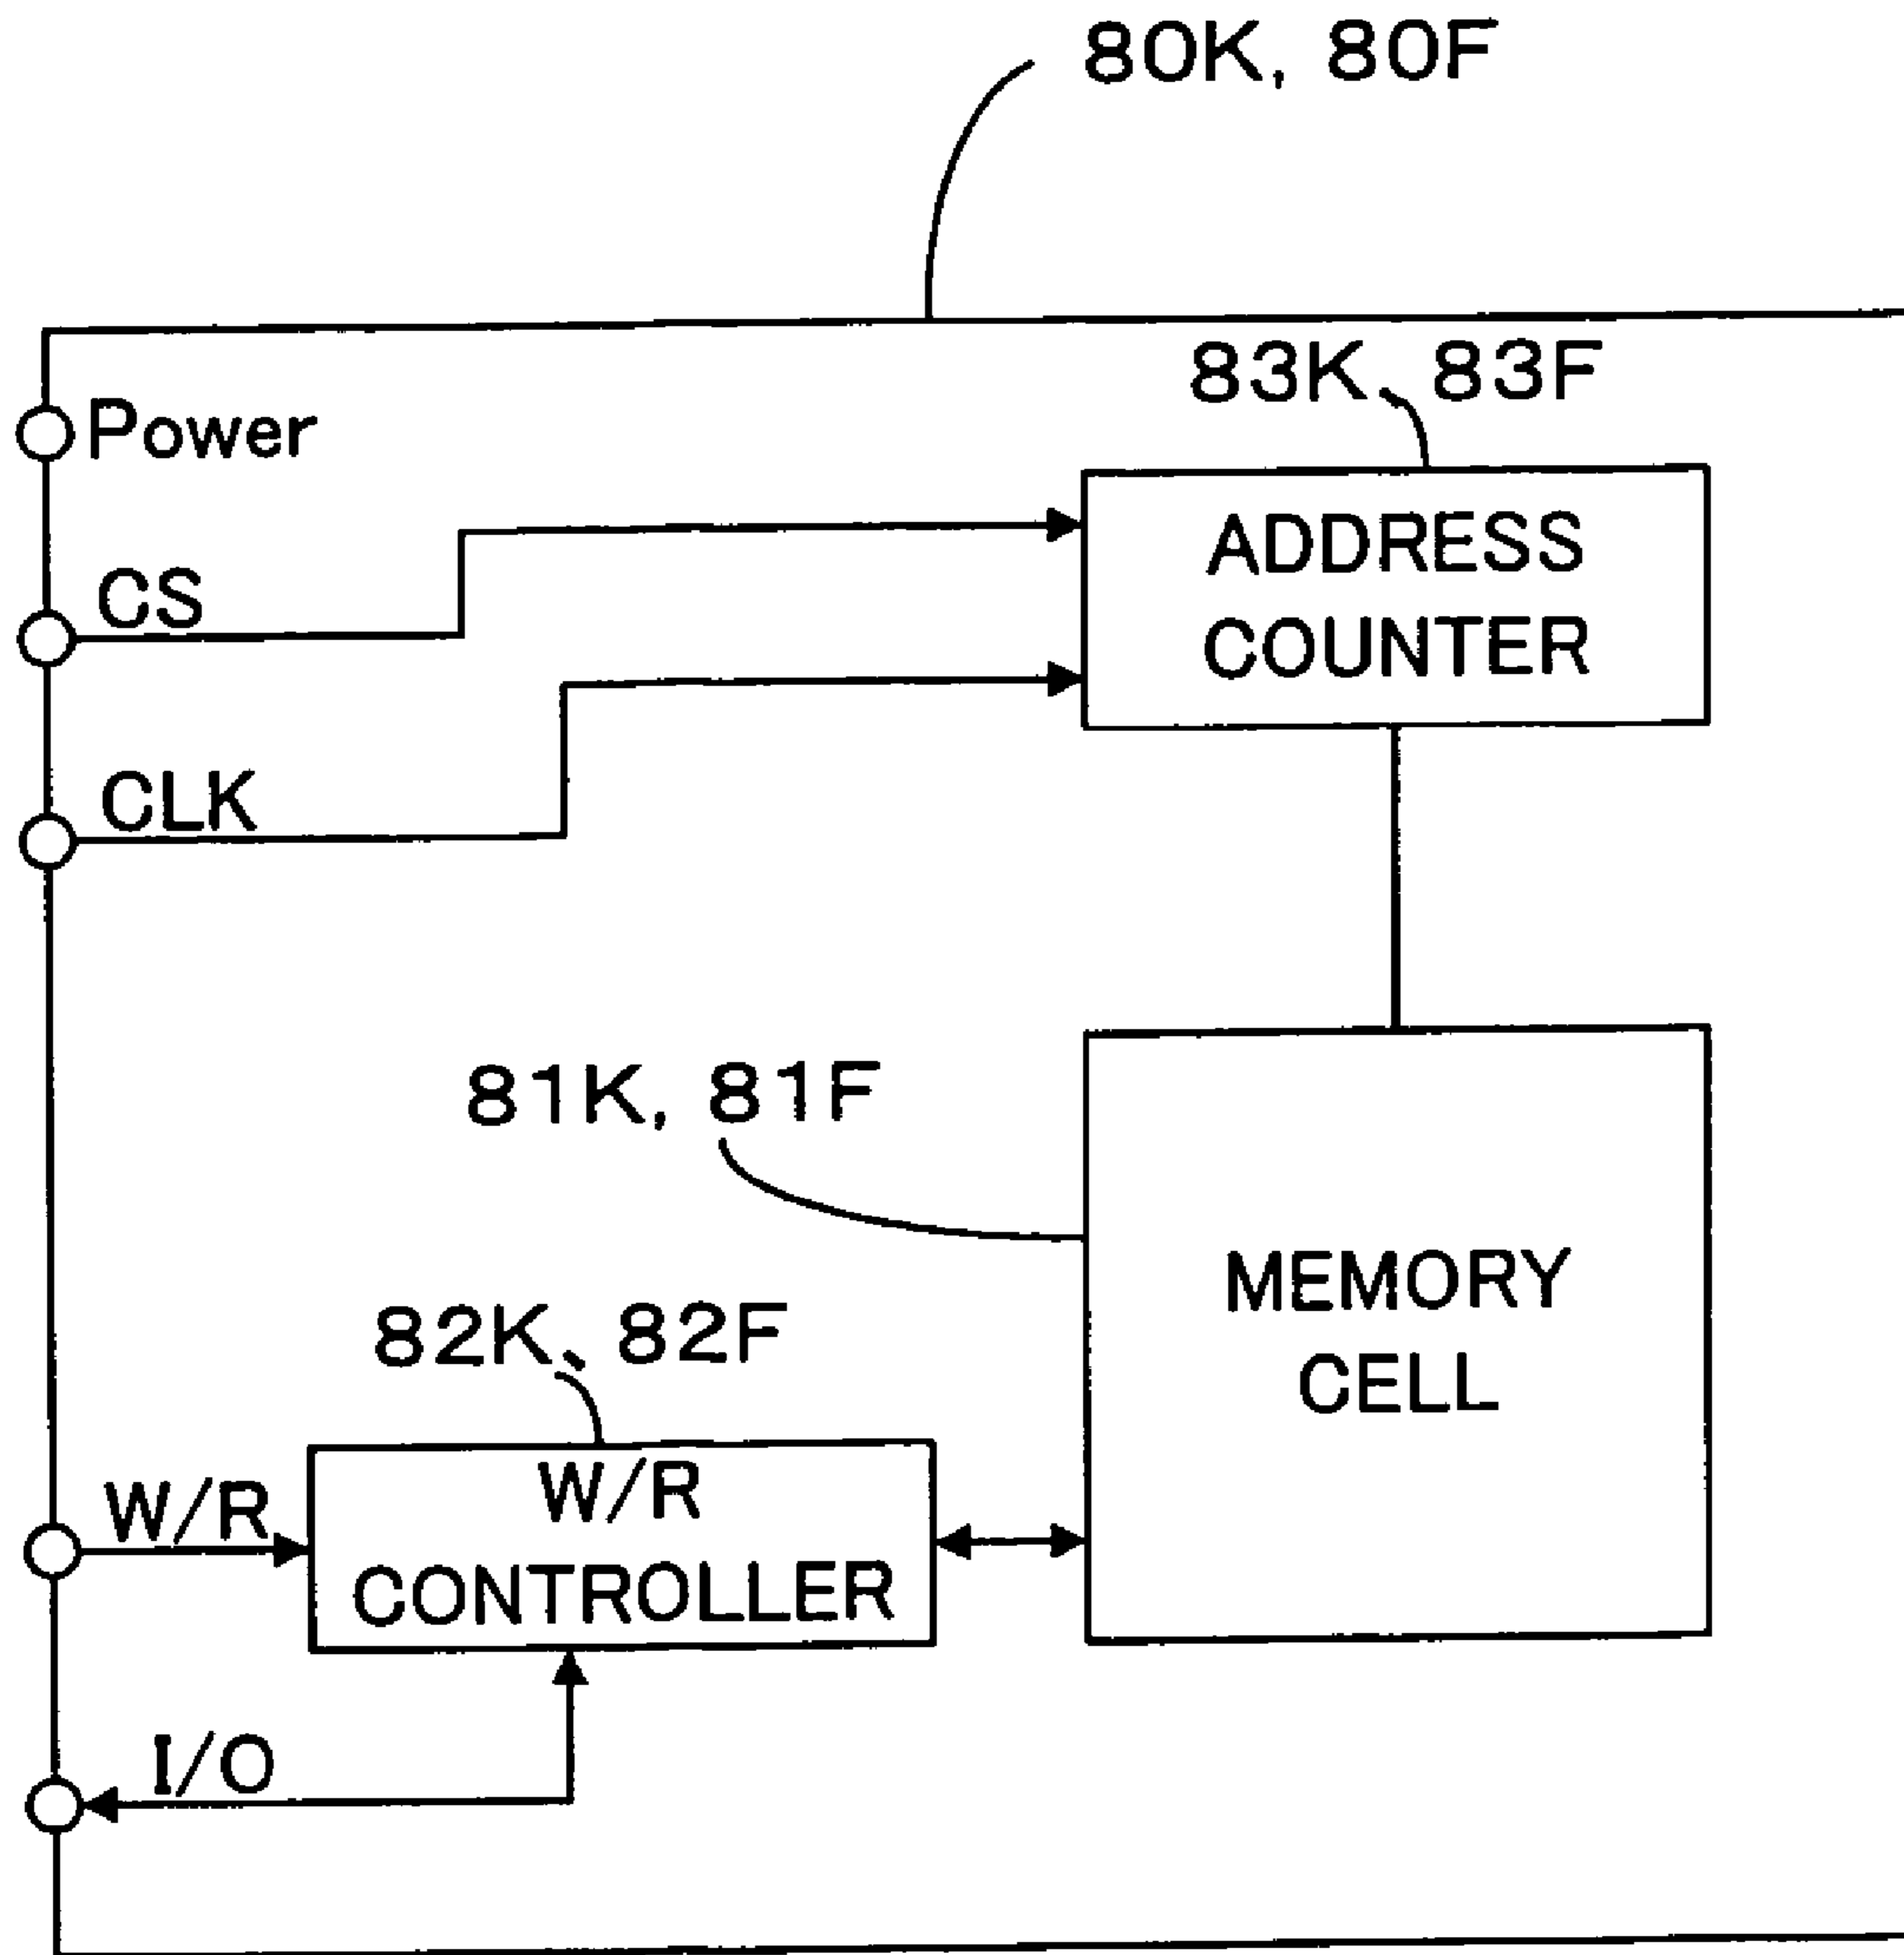 80K, 80F
83K, 83F
Power
ADDRESS
COUNTER
CS
CLK
81K, 81F
MEMORY
CELL
82K, 82F
W/R
CONTROLLER
W/R
I/O